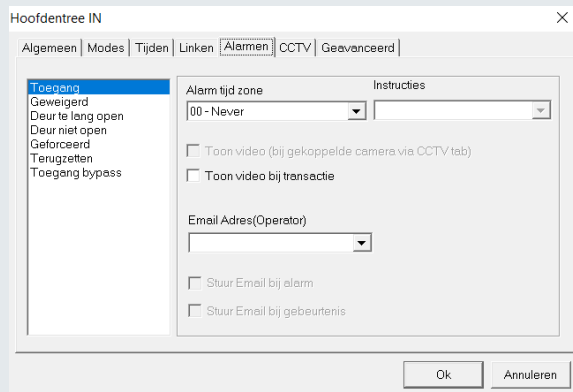 Hoofdentree IN
Algemeen Modes Tijden Linken Alarmen CCTV Geavanceerd
Toegang
Geweigerd
Deur te lang open
Deur niet open
Geforceerd
Terugzetten
Toegang bypass
Alarm tijd zone
00 - Never
Instructies
Toon video (bij gekoppelde camera via CCTV tab)
Toon video bij transactie
Email Adres(Operator)
Stuur Email bij alarm
Stuur Email bij gebeurtenis
Ok Annuleren